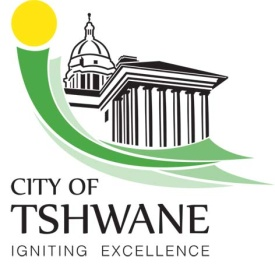 CITY OF
TSHWANE
IGNITING EXCELLENCE